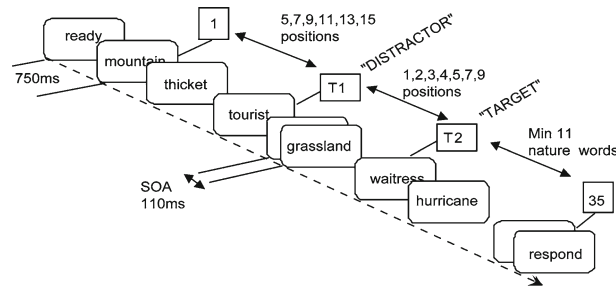 ready
1
5,7,9,11,13,15
positions
"DISTRACTOR"
mountain
750ms
thicket
T1
1,2,3,4,5,7,9
positions
"TARGET"
tourist
T2
Min 11
nature words
grassland
SOA
110ms
waitress
hurricane
35
respond